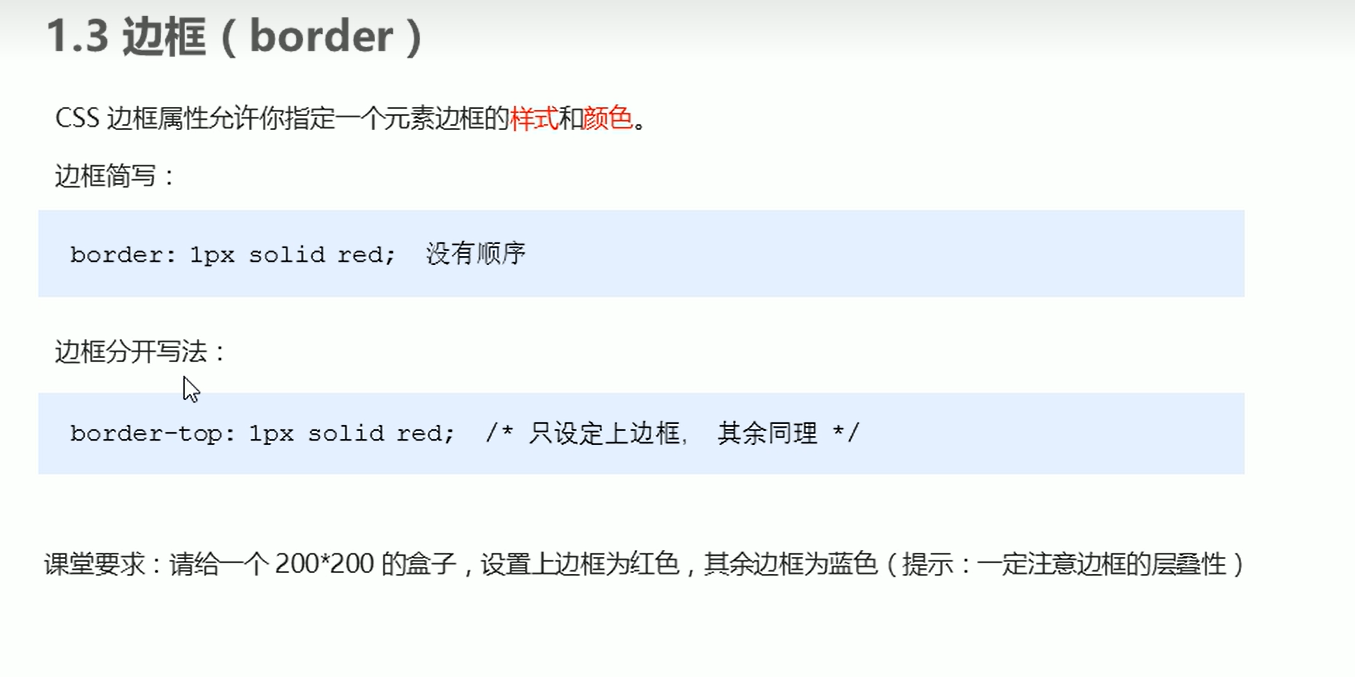 1.3 边框（border）
CSS 边框属性允许你指定一个元素边框的样式和颜色。
边框简写：
border: 1px solid red; 没有顺序
边框分开写法：
border-top: 1px solid red; /* 只设定上边框, 其余同理 */
课堂要求：请给一个 200*200 的盒子，设置上边框为红色，其余边框为蓝色（提示：一定注意边框的层叠性）